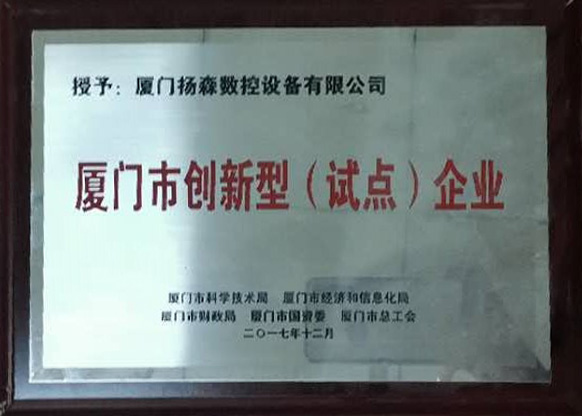 授予：厦门扬森数控设备有限公司
厦门市创新型（试点）企业
厦门市科学技术局 厦门市经济和信息化局
厦门市财政局 厦门市国资委 厦门市总工会
二〇一七年十二月